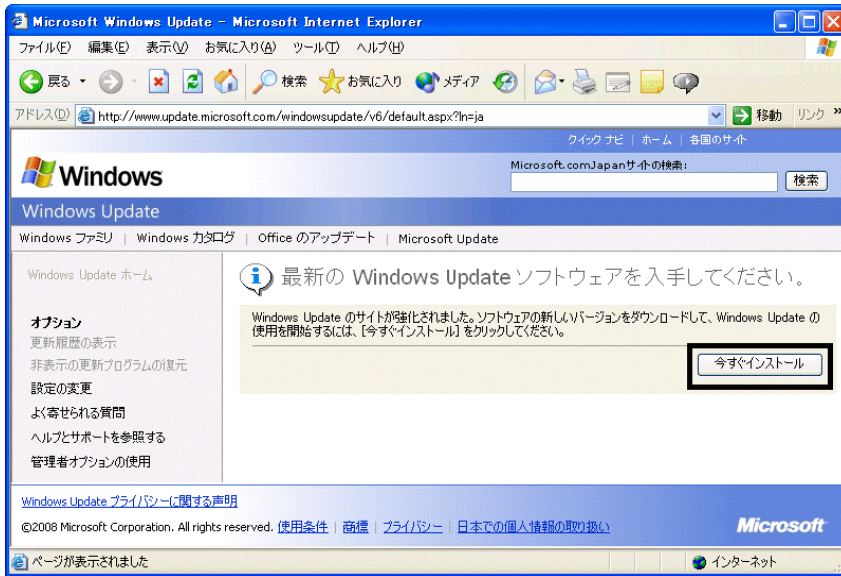 Microsoft Windows Update - Microsoft Internet Explorer
ファイル(F) 編集(E) 表示(V) お気に入り(A) ツール(T) ヘルプ(H)
戻る 検索 お気に入り メディア
アドレス(D) http://www.update.microsoft.com/windowsupdate/v6/default.aspx?ln=ja 移動 リンク »
クイック ナビ | ホーム | 各国のサイト
Windows
Microsoft.comJapanサイトの検索:
検索
Windows Update
Windows ファミリ | Windows カタログ | Office のアップデート | Microsoft Update
Windows Update ホーム
オプション
更新履歴の表示
非表示の更新プログラムの復元
設定の変更
よく寄せられる質問
ヘルプとサポートを参照する
管理者オプションの使用
最新の Windows Update ソフトウェアを入手してください。
Windows Update のサイトが強化されました。ソフトウェアの新しいバージョンをダウンロードして、Windows Update の
使用を開始するには、[今すぐインストール] をクリックしてください。
今すぐインストール
Windows Update プライバシーに関する声明
©2008 Microsoft Corporation. All rights reserved. 使用条件 | 商標 | プライバシー | 日本での個人情報の取り扱い
Microsoft
ページが表示されました インターネット